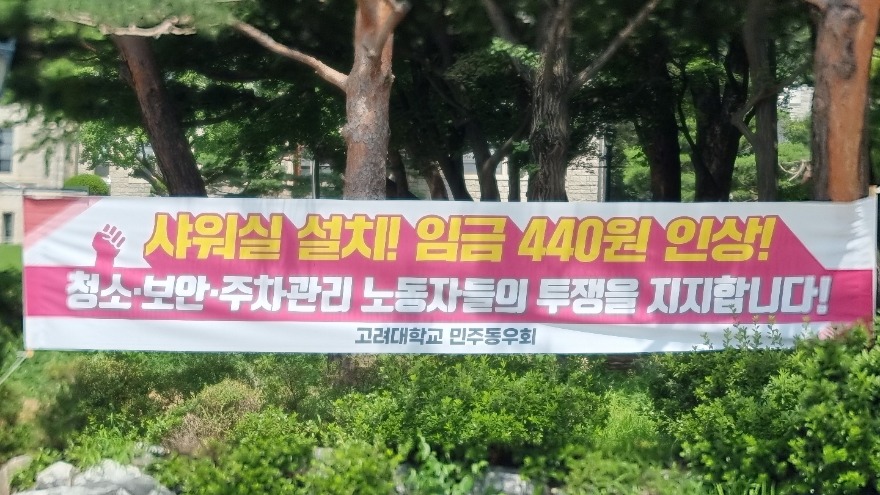 샤워실 설치! 임금 440원 인상!
청소·보안·주차관리 노동자들의 투쟁을 지지합니다!
고려대학교 민주동우회